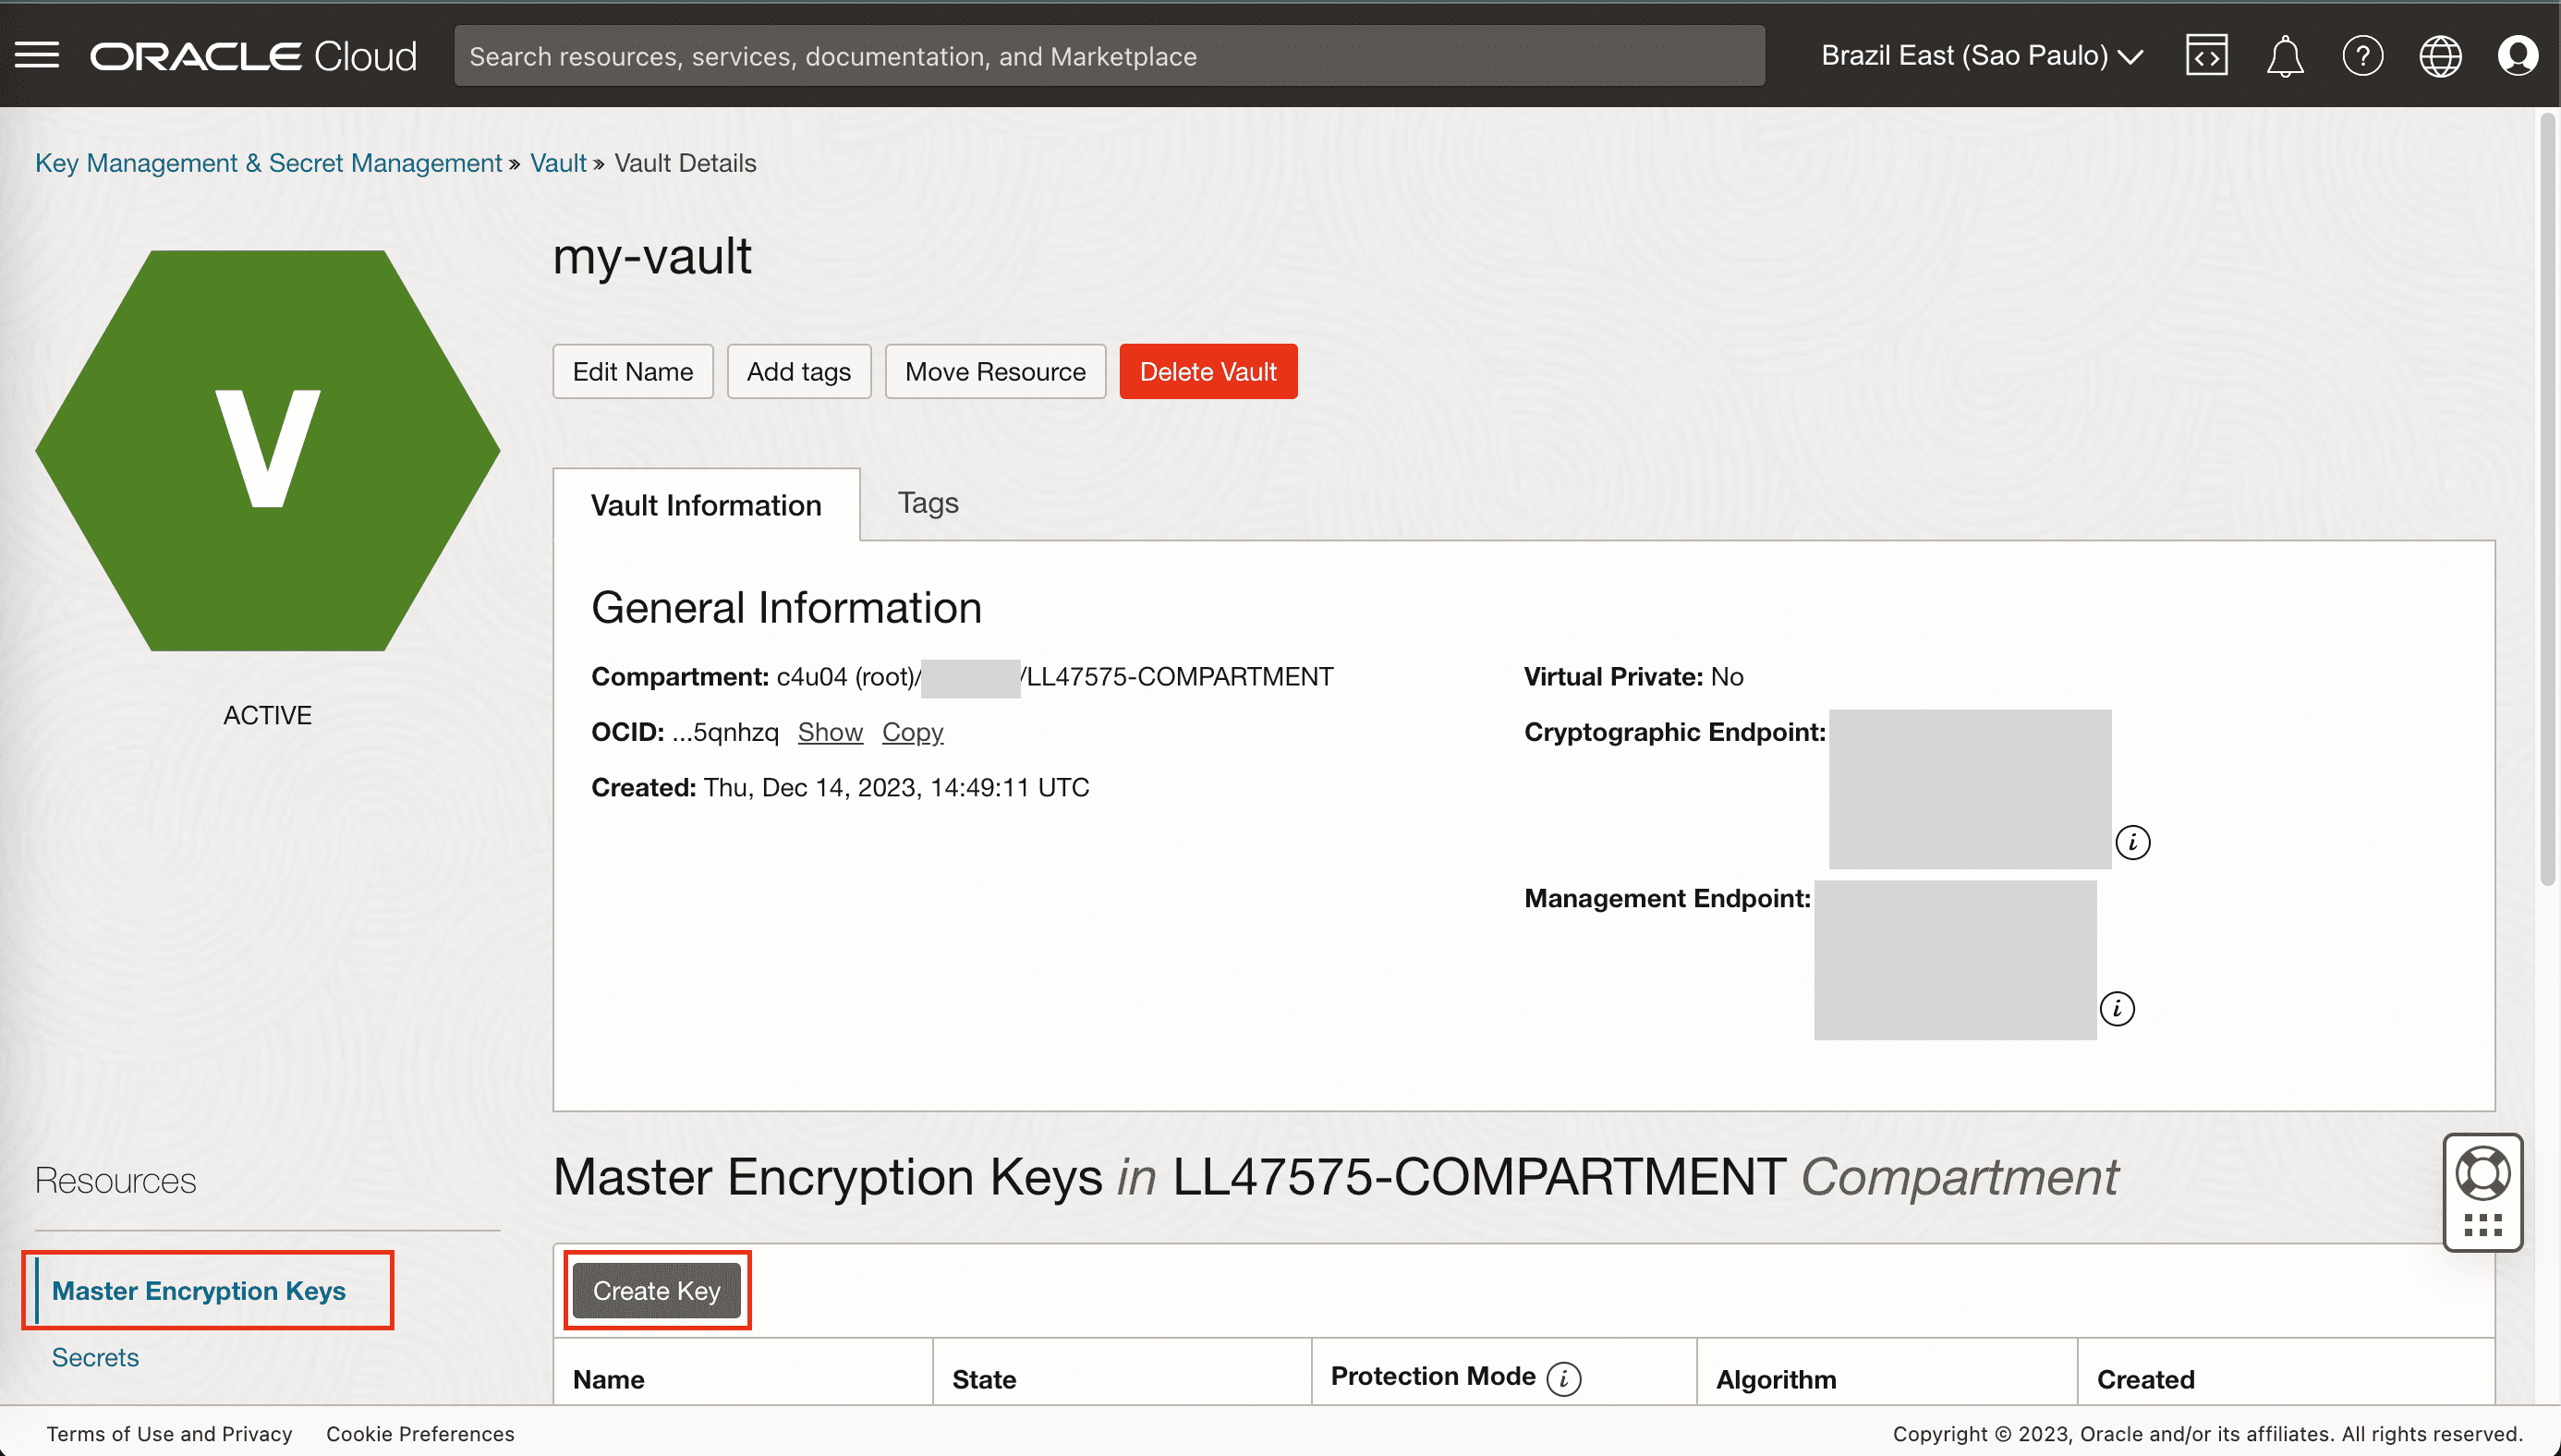 ORACLE Cloud
Search resources, services, documentation, and Marketplace
Brazil East (Sao Paulo)
Key Management & Secret Management » Vault » Vault Details
V
ACTIVE
my-vault
Edit Name
Add tags
Move Resource
Delete Vault
Vault Information
Tags
General Information
Compartment: c4u04 (root)/ /LL47575-COMPARTMENT
OCID: ...5qnhzq Show Copy
Created: Thu, Dec 14, 2023, 14:49:11 UTC
Virtual Private: No
Cryptographic Endpoint:
Management Endpoint:
Resources
Master Encryption Keys
Secrets
Master Encryption Keys in LL47575-COMPARTMENT Compartment
Create Key
Name
State
Protection Mode
Algorithm
Created
Terms of Use and Privacy
Cookie Preferences
Copyright © 2023, Oracle and/or its affiliates. All rights reserved.